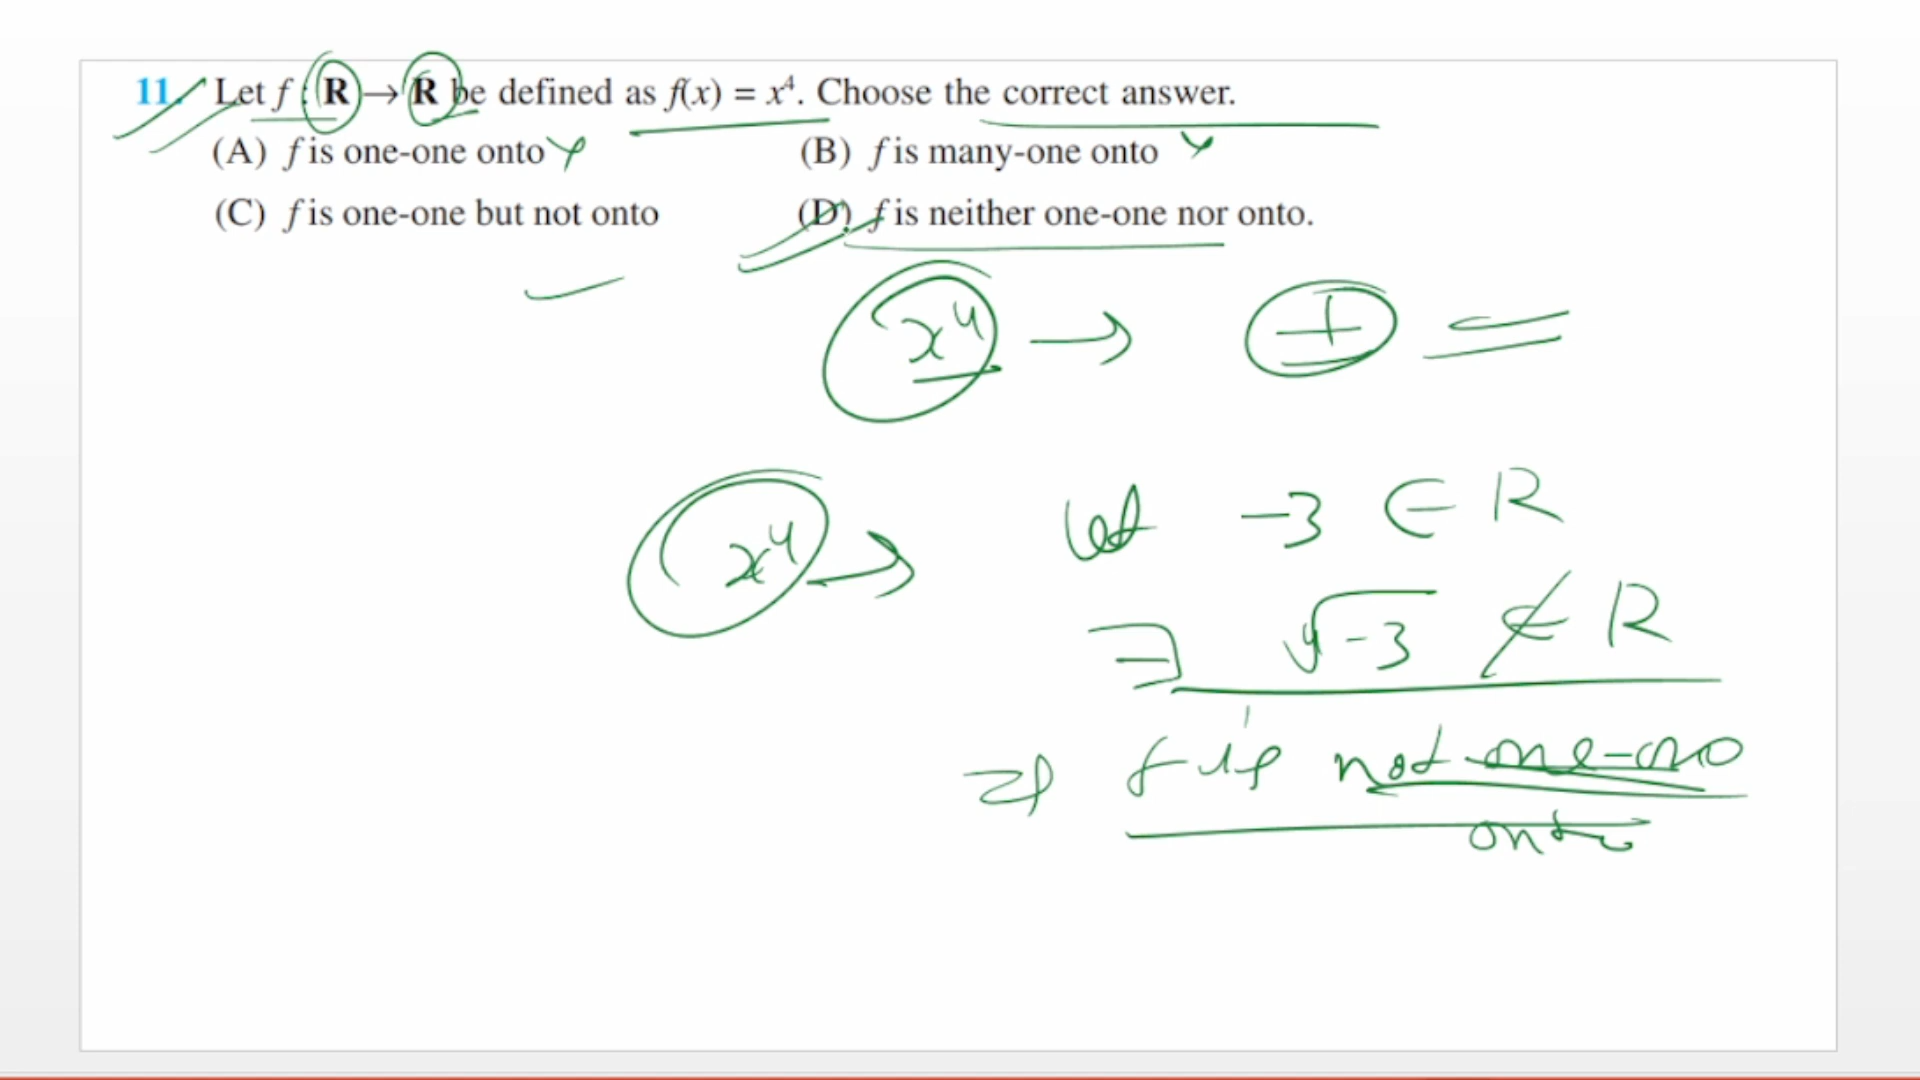 11. Let f : R → R be defined as f(x) = x⁴. Choose the correct answer.
(A) f is one-one onto (B) f is many-one onto
(C) f is one-one but not onto (D) f is neither one-one nor onto.
x⁴ → +
x⁴ → let -3 ∈ R
∃ ∜-3 ∉ R
⇒ f is not one-one
onto